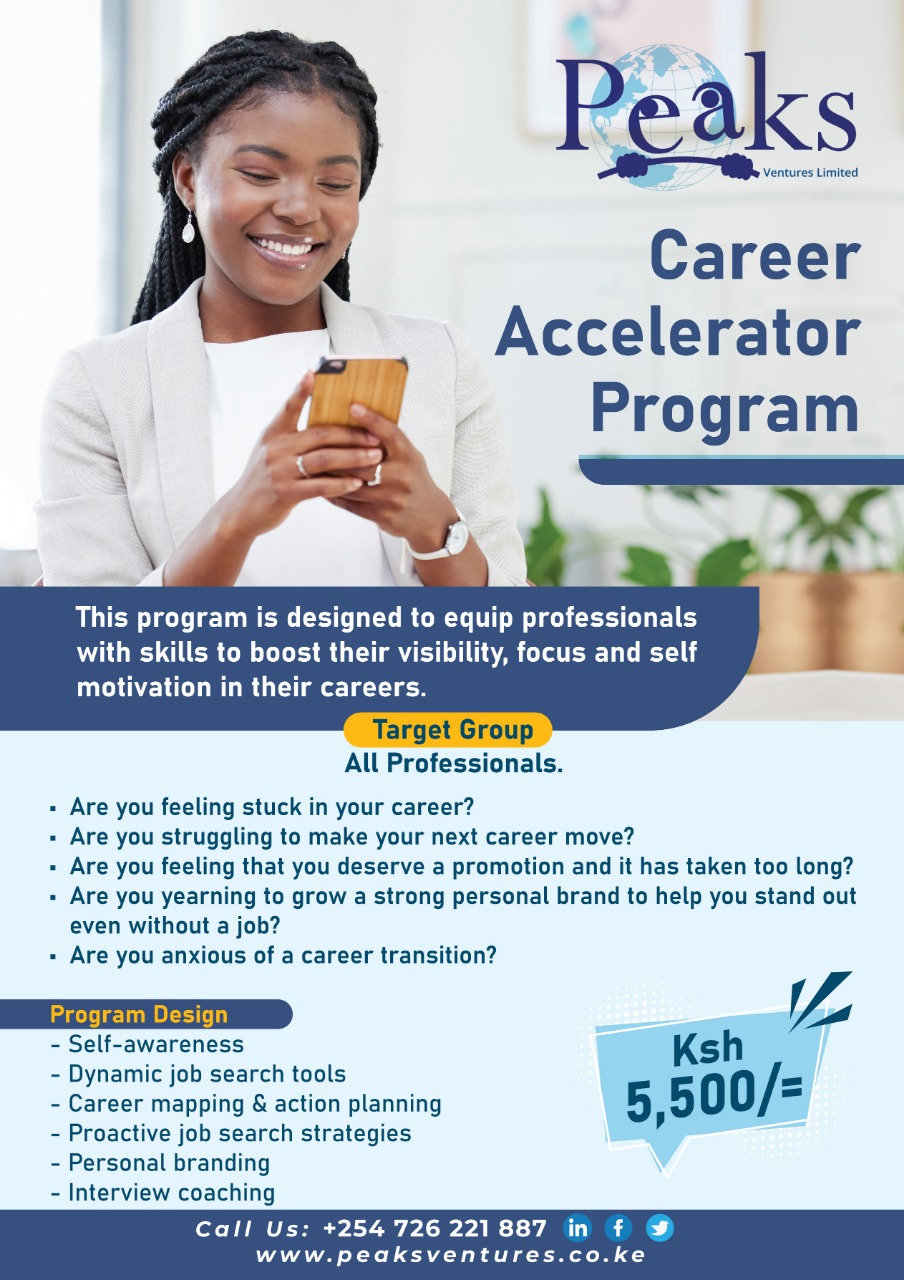 Peaks
Ventures Limited
Career
Accelerator
Program
This program is designed to equip professionals
with skills to boost their visibility, focus and self
motivation in their careers.
Target Group
All Professionals.
▪ Are you feeling stuck in your career?
▪ Are you struggling to make your next career move?
▪ Are you feeling that you deserve a promotion and it has taken too long?
▪ Are you yearning to grow a strong personal brand to help you stand out
even without a job?
▪ Are you anxious of a career transition?
Program Design
- Self-awareness
- Dynamic job search tools
- Career mapping & action planning
- Proactive job search strategies
- Personal branding
- Interview coaching
Ksh
5,500/=
Call Us: +254 726 221 887 in f
www.peaksventures.co.ke